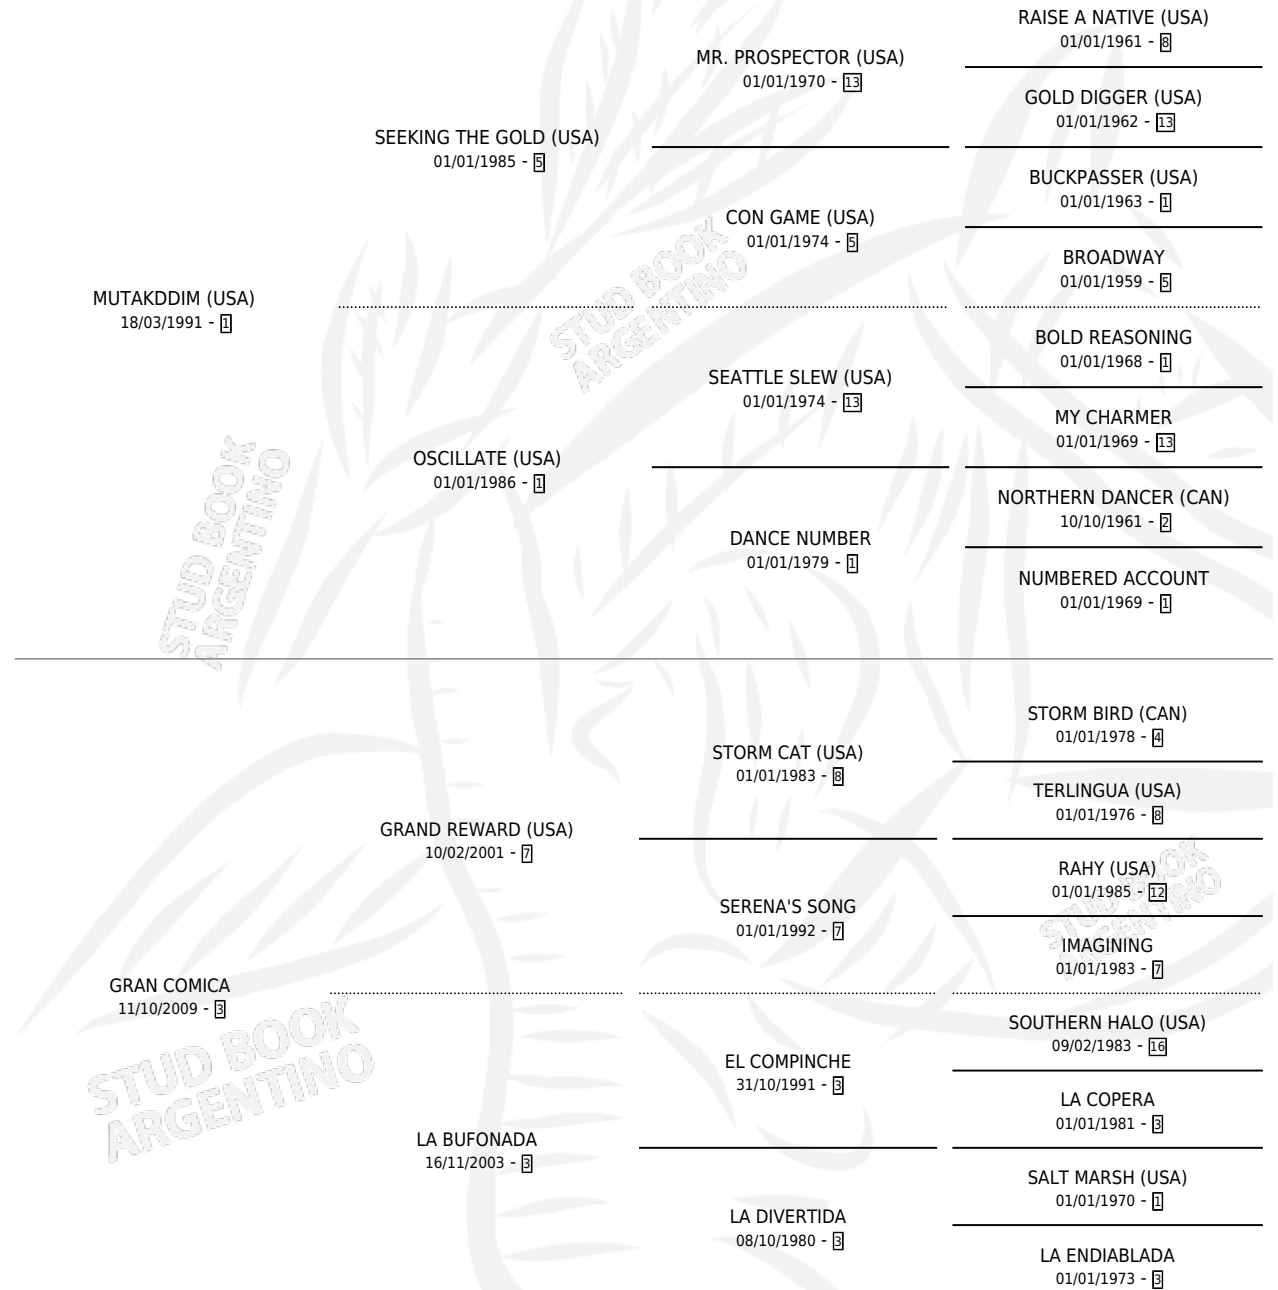 RAISE A NATIVE (USA)
01/01/1961 - 8
MR. PROSPECTOR (USA)
01/01/1970 - 13
GOLD DIGGER (USA)
01/01/1962 - 13
SEEKING THE GOLD (USA)
01/01/1985 - 5
BUCKPASSER (USA)
01/01/1963 - 1
CON GAME (USA)
01/01/1974 - 5
BROADWAY
01/01/1959 - 5
STUD BOOK
ARGENTINO
MUTAKDDIM (USA)
18/03/1991 - 1
BOLD REASONING
01/01/1968 - 1
SEATTLE SLEW (USA)
01/01/1974 - 13
MY CHARMER
01/01/1969 - 13
OSCILLATE (USA)
01/01/1986 - 1
NORTHERN DANCER (CAN)
10/10/1961 - 2
DANCE NUMBER
01/01/1979 - 1
NUMBERED ACCOUNT
01/01/1969 - 1
STUD BOOK
ARGENTINO
STORM BIRD (CAN)
01/01/1978 - 4
STORM CAT (USA)
01/01/1983 - 8
TERLINGUA (USA)
01/01/1976 - 8
GRAND REWARD (USA)
10/02/2001 - 7
RAHY (USA)
01/01/1985 - 12
SERENA'S SONG
01/01/1992 - 7
IMAGINING
01/01/1983 - 7
STUD BOOK
ARGENTINO
GRAN COMICA
11/10/2009 - 3
SOUTHERN HALO (USA)
09/02/1983 - 16
EL COMPINCHE
31/10/1991 - 3
LA COPERA
01/01/1981 - 3
STUD BOOK
ARGENTINO
LA BUFONADA
16/11/2003 - 3
SALT MARSH (USA)
01/01/1970 - 1
LA DIVERTIDA
08/10/1980 - 3
LA ENDIABLADA
01/01/1973 - 3